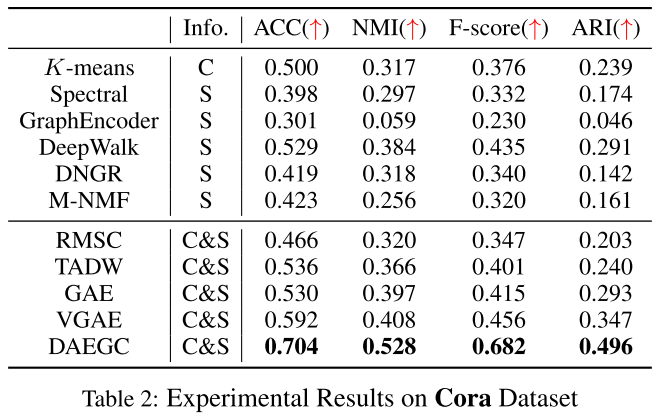 Info. ACC(↑) NMI(↑) F-score(↑) ARI(↑)
K-means C 0.500 0.317 0.376 0.239
Spectral S 0.398 0.297 0.332 0.174
GraphEncoder S 0.301 0.059 0.230 0.046
DeepWalk S 0.529 0.384 0.435 0.291
DNGR S 0.419 0.318 0.340 0.142
M-NMF S 0.423 0.256 0.320 0.161
RMSC C&S 0.466 0.320 0.347 0.203
TADW C&S 0.536 0.366 0.401 0.240
GAE C&S 0.530 0.397 0.415 0.293
VGAE C&S 0.592 0.408 0.456 0.347
DAEGC C&S 0.704 0.528 0.682 0.496
Table 2: Experimental Results on Cora Dataset